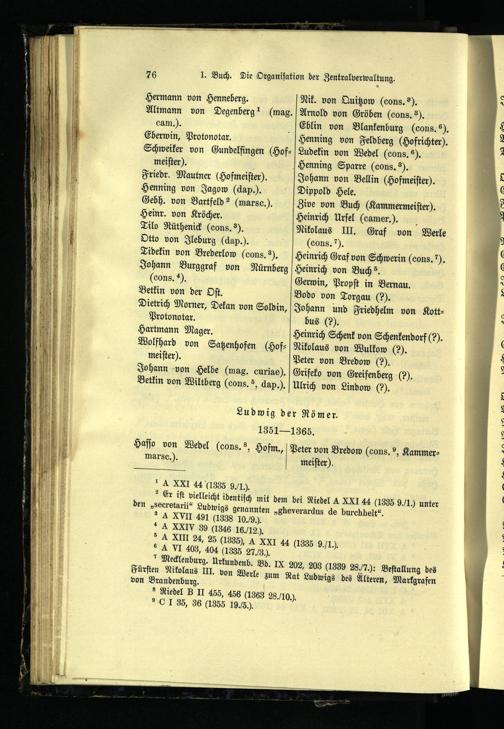 76 1. Buch. Die Organisation der Zentralverwaltung.
Hermann von Henneberg.
Altmann von Degenberg¹ (mag.
cam.).
Eberwin, Protonotar.
Schweiker von Gundelfingen (Hof-
meister).
Friedr. Mautner (Hofmeister).
Henning von Jagow (dap.).
Gebh. von Bartfeld² (marsc.).
Heinr. von Kröcher.
Tilo Rüthenick (cons.³).
Otto von Ileburg (dap.).
Tidekin von Brederlow (cons.³).
Johann Burggraf von Nürnberg
(cons.⁴).
Betkin von der Ost.
Dietrich Morner, Dekan von Soldin,
Protonotar.
Hartmann Mager.
Wolfhard von Satzenhofen (Hof-
meister).
Johann von Helbe (mag. curiae).
Betkin von Wiltberg (cons.⁵, dap.).
Nik. von Quitzow (cons.³).
Arnold von Gröben (cons.³).
Eblin von Blankenburg (cons.⁶).
Henning von Feldberg (Hofrichter).
Ludekin von Wedel (cons.⁶).
Henning Sparre (cons.³).
Johann von Bellin (Hofmeister).
Dippold Hele.
Zive von Buch (Kammermeister).
Heinrich Ursel (camer.).
Nikolaus III. Graf von Werle
(cons.⁷).
Heinrich Graf von Schwerin (cons.⁷).
Heinrich von Buch⁵.
Gerwin, Propst in Bernau.
Bodo von Torgau (?).
Johann und Friedhelm von Kott-
bus (?).
Heinrich Schenk von Schenkendorf (?).
Nikolaus von Wulkow (?).
Peter von Bredow (?).
Grifeko von Greifenberg (?).
Ulrich von Lindow (?).
Ludwig der Römer.
1351—1365.
Hasso von Wedel (cons.⁸, Hofm.,
marsc.).
Peter von Bredow (cons.⁹, Kammer-
meister).
¹ A XXI 44 (1335 9./1.).
² Er ist vielleicht identisch mit dem bei Riedel A XXI 44 (1335 9./1.) unter
den „secretarii“ Ludwigs genannten „gheverardus de burchhelt“.
³ A XVII 491 (1338 10./9.).
⁴ A XXIV 39 (1346 16./12.).
⁵ A XIII 24, 25 (1335), A XXI 44 (1335 9./1.).
⁶ A VI 403, 404 (1335 27./3.).
⁷ Mecklenburg. Urkundenb. Bd. IX 202, 203 (1339 28./7.): Bestallung des
Fürsten Nikolaus III. von Werle zum Rat Ludwigs des Älteren, Markgrafen
von Brandenburg.
⁸ Riedel B II 455, 456 (1363 28./10.).
⁹ C I 35, 36 (1355 19./5.).